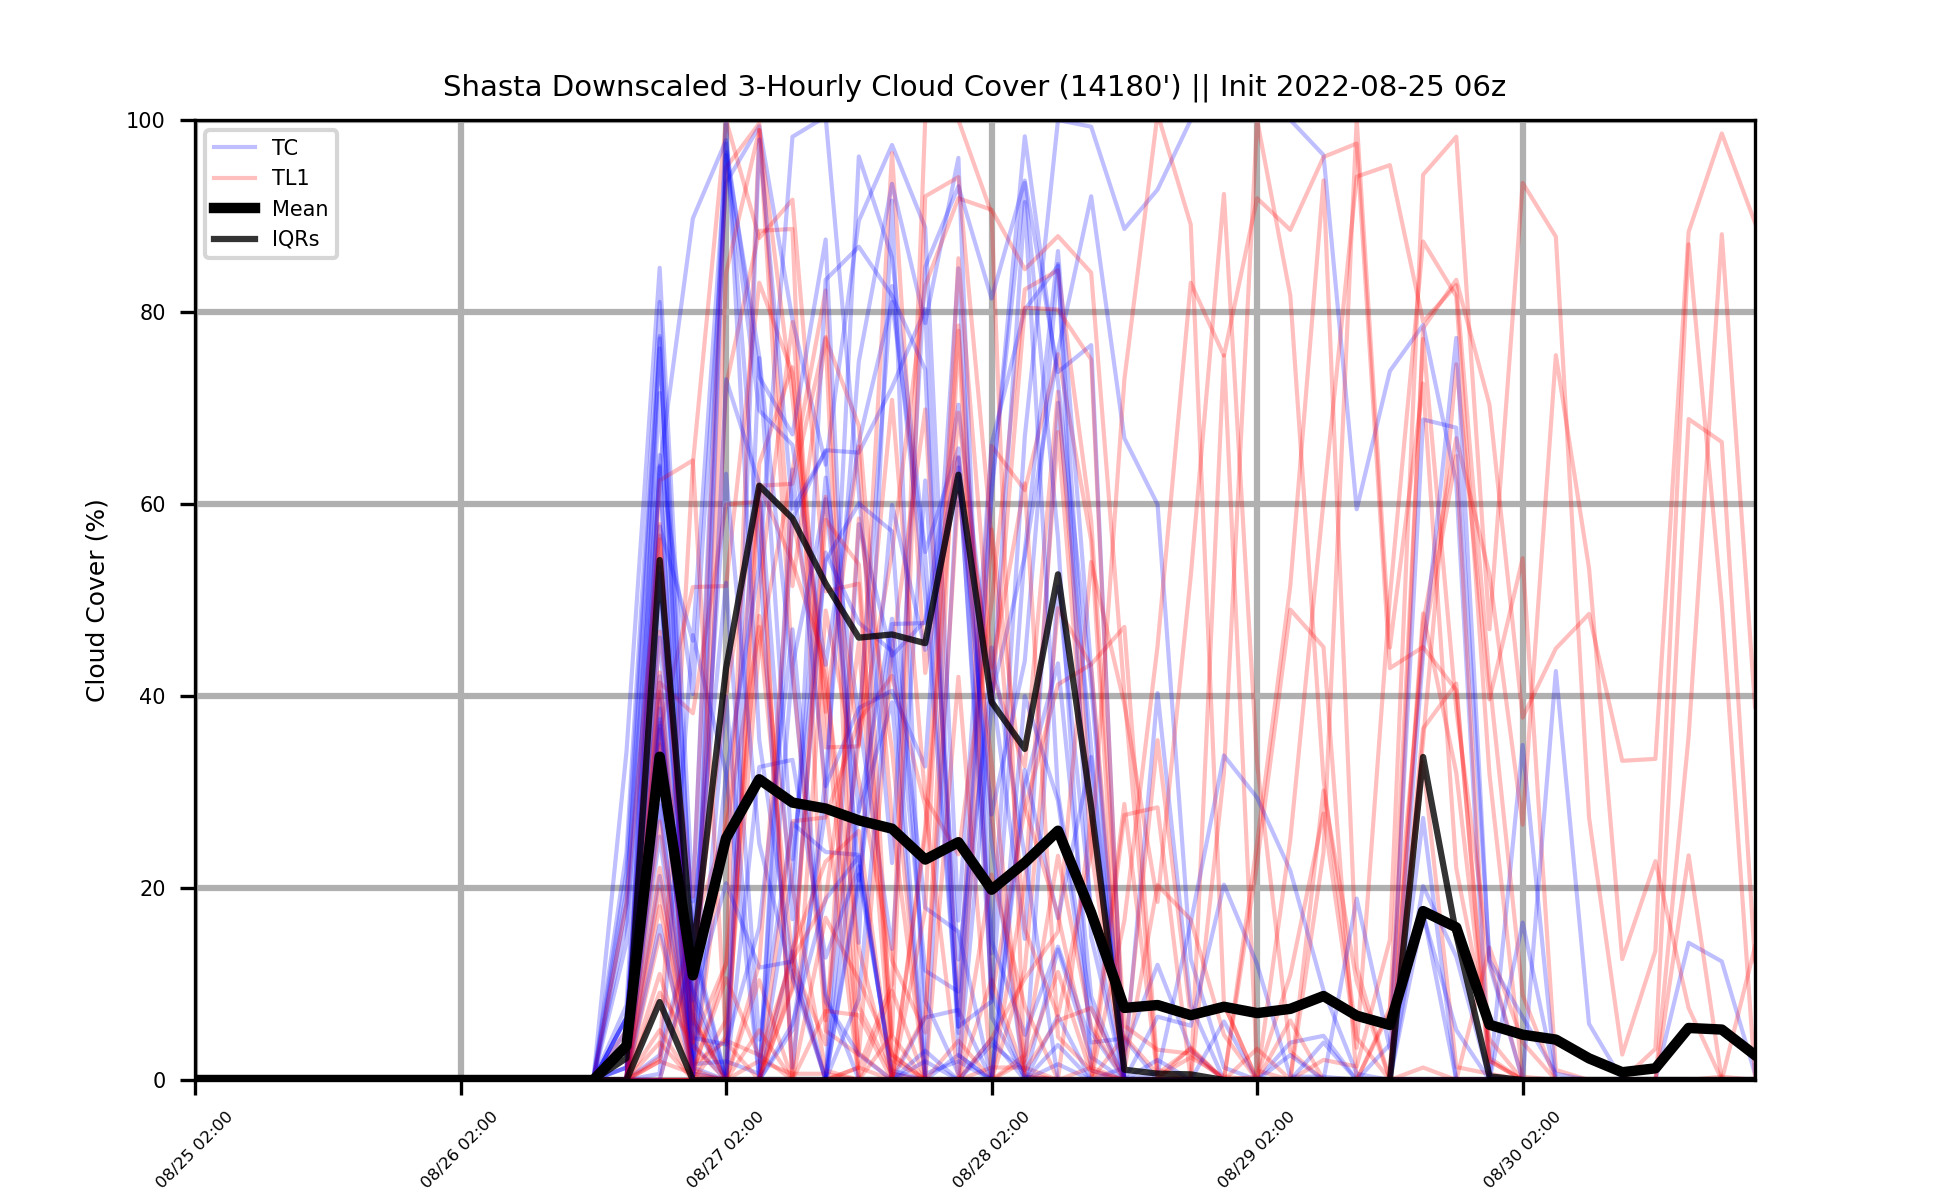 Shasta Downscaled 3-Hourly Cloud Cover (14180') || Init 2022-08-25 06z
100
80
60
40
20
0
Cloud Cover (%)
TC
TL1
Mean
IQRs
08/25 02:00
08/26 02:00
08/27 02:00
08/28 02:00
08/29 02:00
08/30 02:00